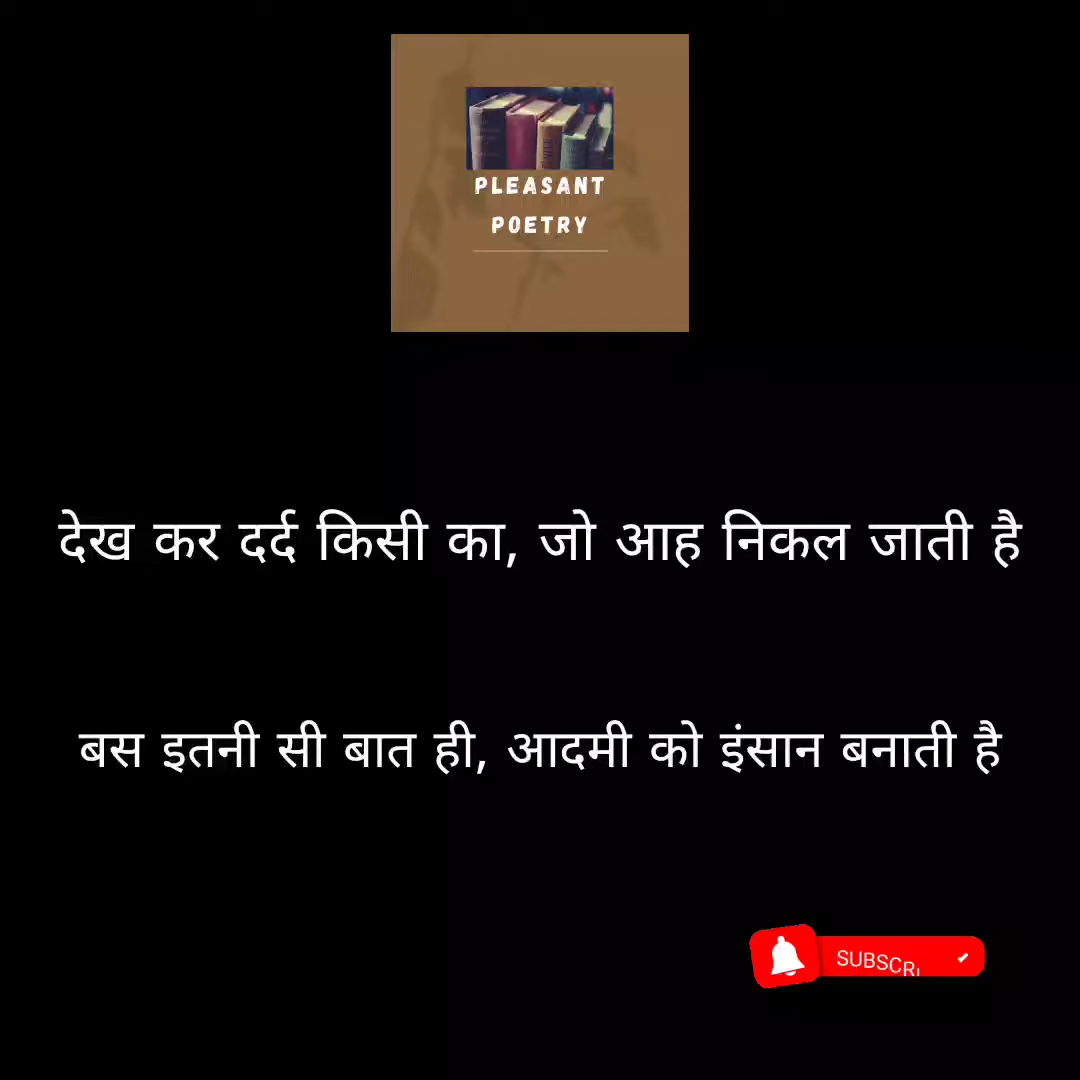 PLEASANT
POETRY
देख कर दर्द किसी का, जो आह निकल जाती है
बस इतनी सी बात ही, आदमी को इंसान बनाती है